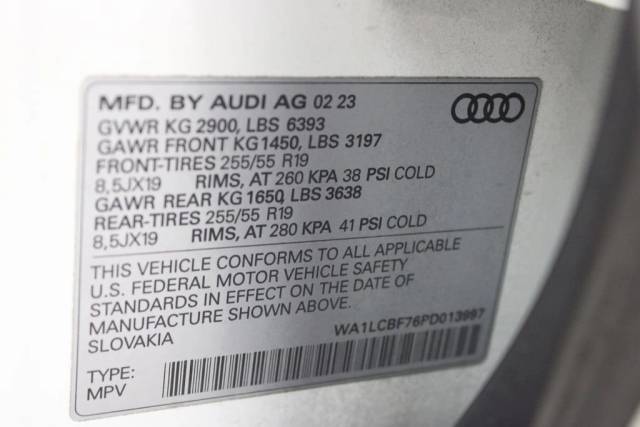 MFD. BY AUDI AG 02 23
GVWR KG 2900, LBS 6393
GAWR FRONT KG1450, LBS 3197
FRONT-TIRES 255/55 R19
8,5JX19 RIMS, AT 260 KPA 38 PSI COLD
GAWR REAR KG 1650, LBS 3638
REAR-TIRES 255/55 R19
8,5JX19 RIMS, AT 280 KPA 41 PSI COLD
THIS VEHICLE CONFORMS TO ALL APPLICABLE
U.S. FEDERAL MOTOR VEHICLE SAFETY
STANDARDS IN EFFECT ON THE DATE OF
MANUFACTURE SHOWN ABOVE.
SLOVAKIA
WA1LCBF76PD013997
TYPE:
MPV